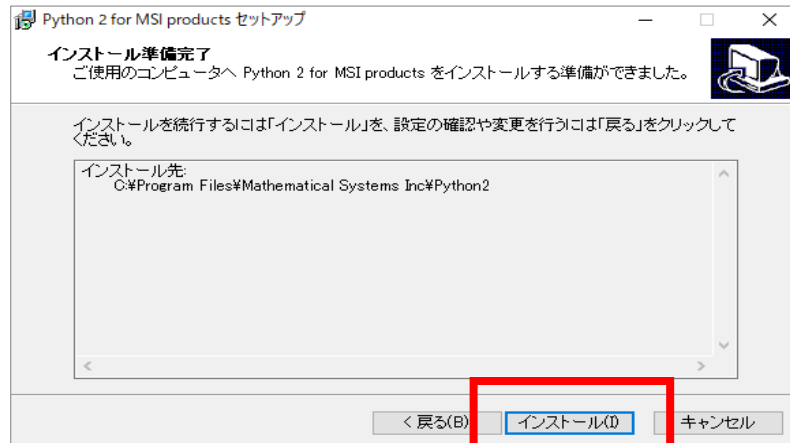 Python 2 for MSI products セットアップ
インストール準備完了
ご使用のコンピュータへ Python 2 for MSI products をインストールする準備ができました。
インストールを続行するには「インストール」を、設定の確認や変更を行うには「戻る」をクリックして
ください。
インストール先:
C:¥Program Files¥Mathematical Systems Inc¥Python2
< 戻る(B) インストール(I) キャンセル